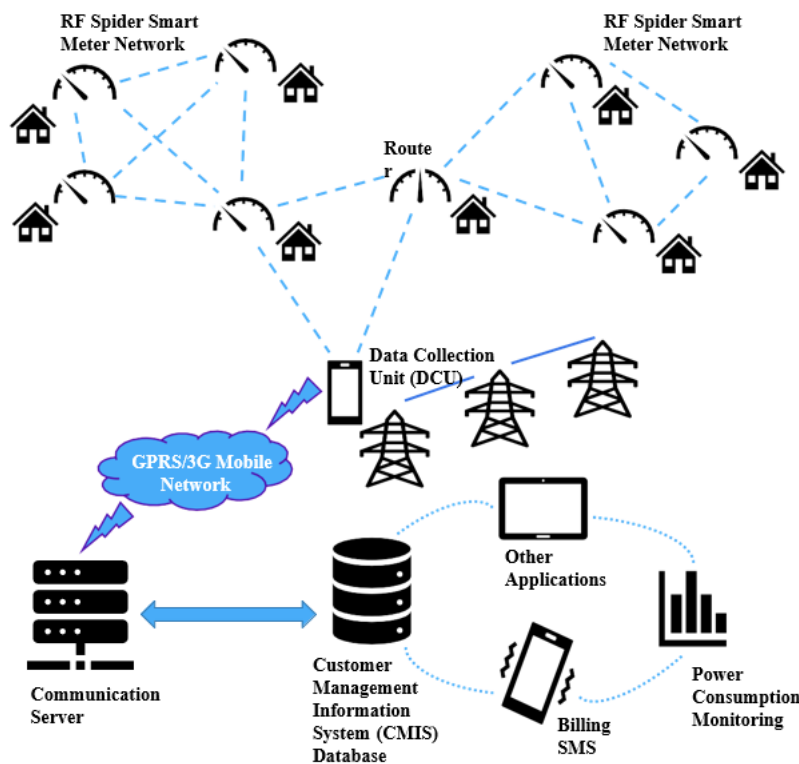 RF Spider Smart
Meter Network
RF Spider Smart
Meter Network
Route
r
Data Collection
Unit (DCU)
GPRS/3G Mobile
Network
Other
Applications
Communication
Server
Customer
Management
Information
System (CMIS)
Database
Billing
SMS
Power
Consumption
Monitoring